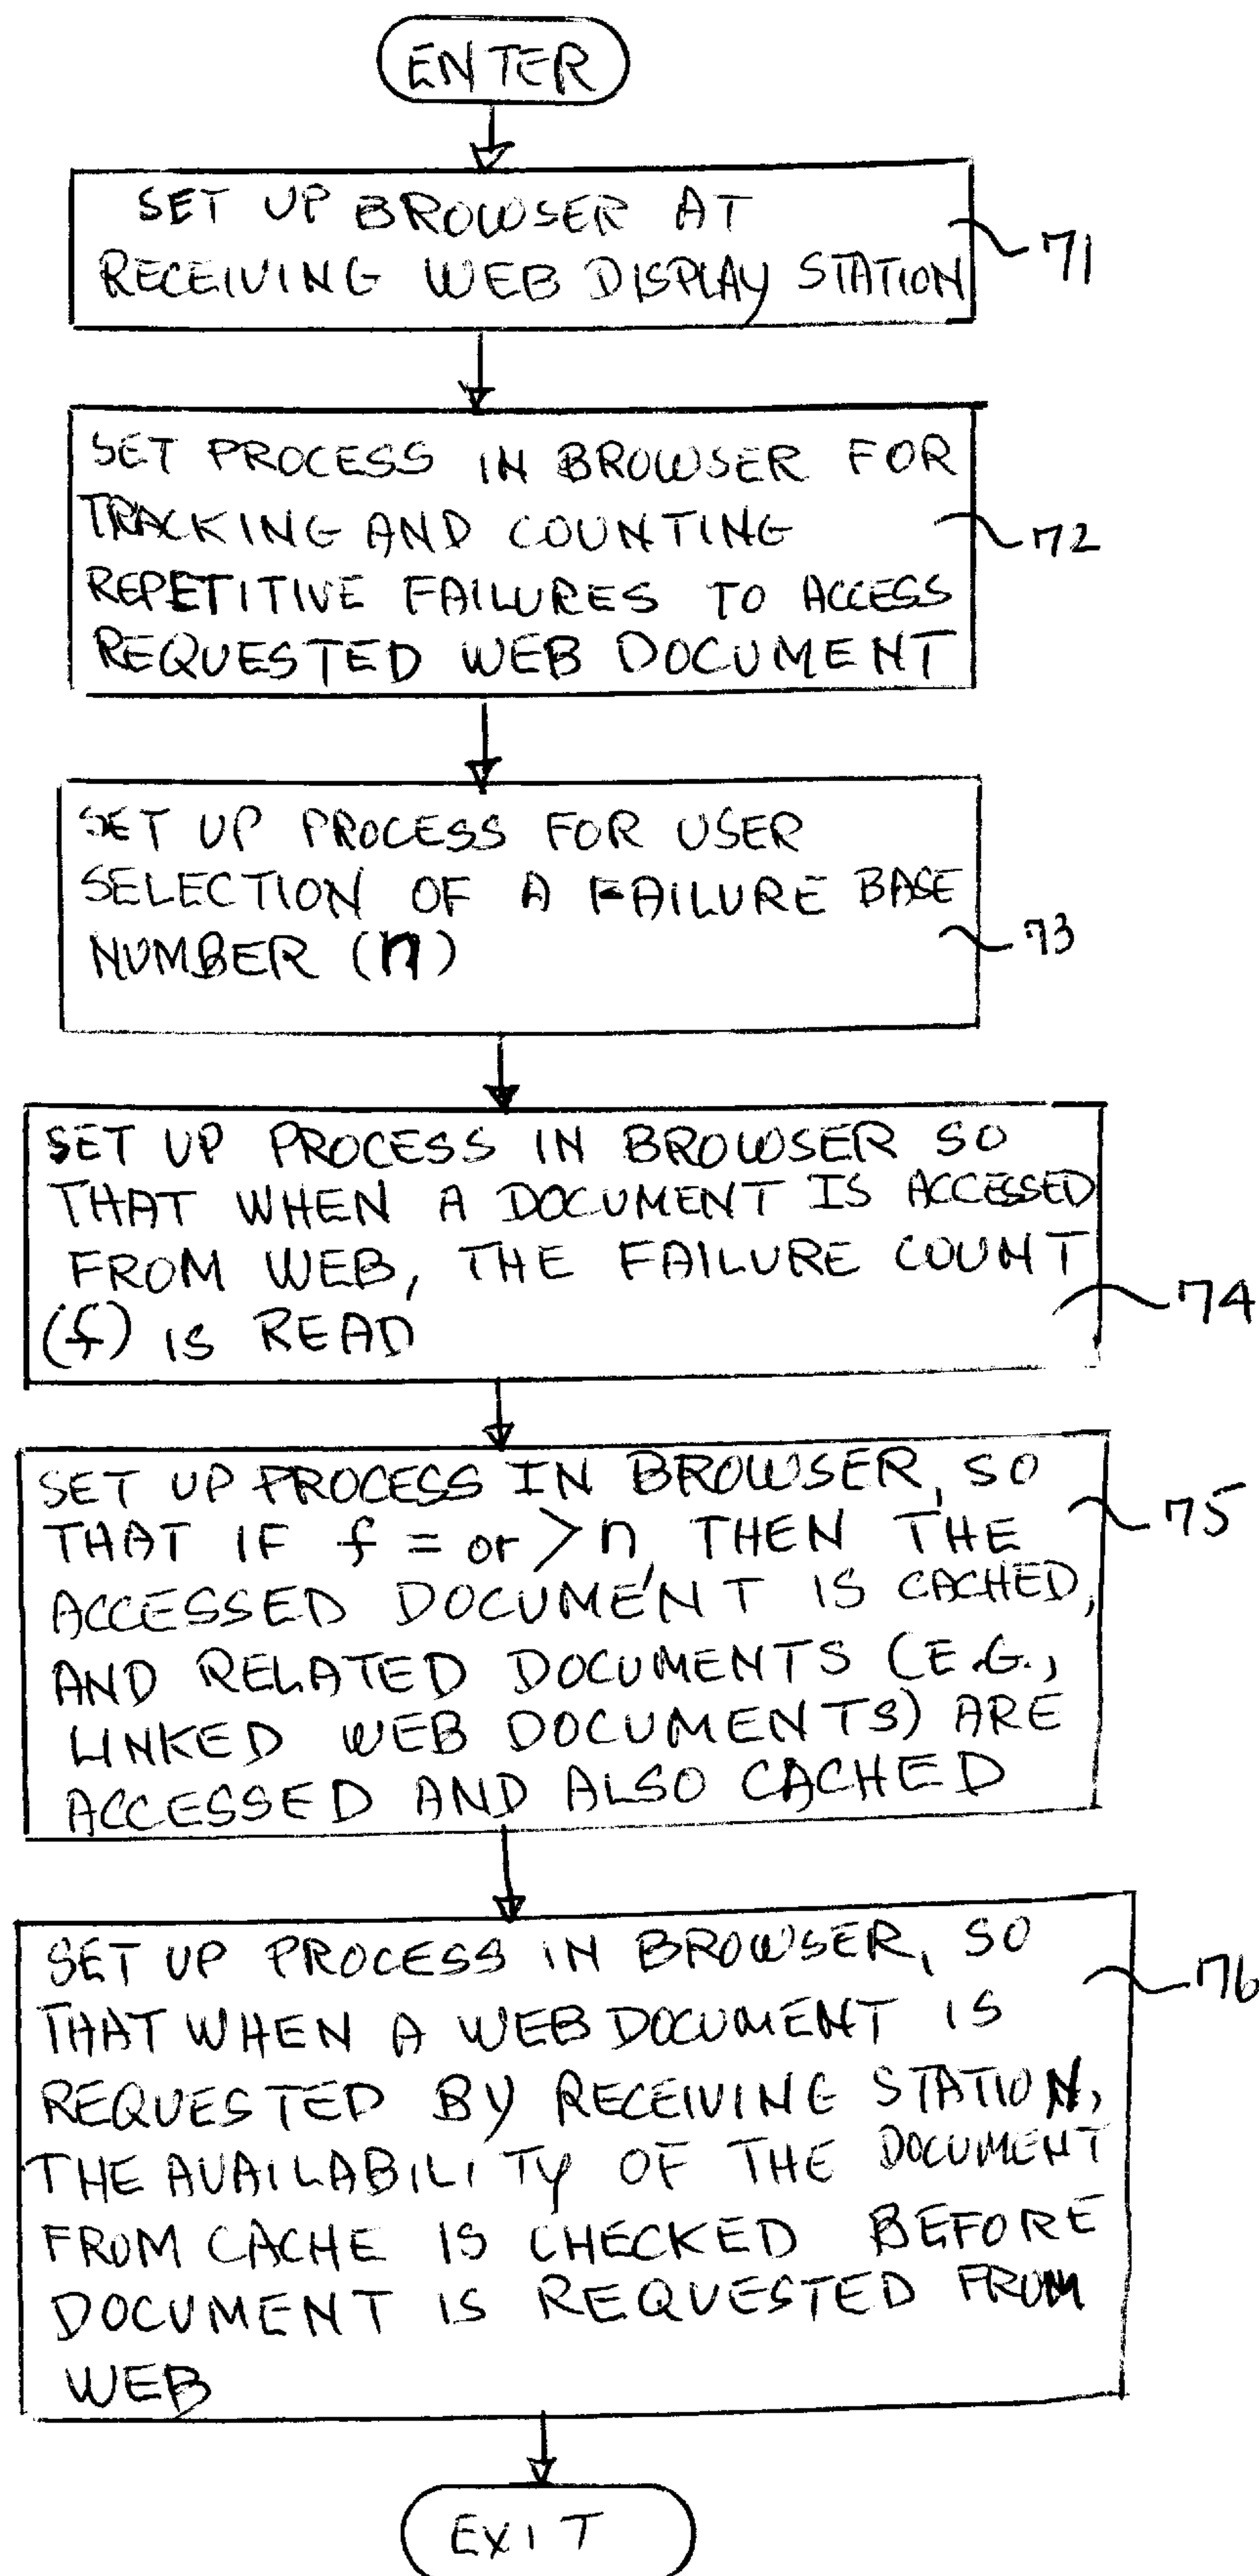 ENTER
SET UP BROWSER AT
RECEIVING WEB DISPLAY STATION
71
SET PROCESS IN BROWSER FOR
TRACKING AND COUNTING
REPETITIVE FAILURES TO ACCESS
REQUESTED WEB DOCUMENT
72
SET UP PROCESS FOR USER
SELECTION OF A FAILURE BASE
NUMBER (n)
73
SET UP PROCESS IN BROWSER SO
THAT WHEN A DOCUMENT IS ACCESSED
FROM WEB, THE FAILURE COUNT
(f) IS READ
74
SET UP PROCESS IN BROWSER, SO
THAT IF f = or > n, THEN THE
ACCESSED DOCUMENT IS CACHED,
AND RELATED DOCUMENTS (E.G.,
LINKED WEB DOCUMENTS) ARE
ACCESSED AND ALSO CACHED
75
SET UP PROCESS IN BROWSER, SO
THAT WHEN A WEB DOCUMENT IS
REQUESTED BY RECEIVING STATION,
THE AVAILABILITY OF THE DOCUMENT
FROM CACHE IS CHECKED BEFORE
DOCUMENT IS REQUESTED FROM
WEB
76
EXIT